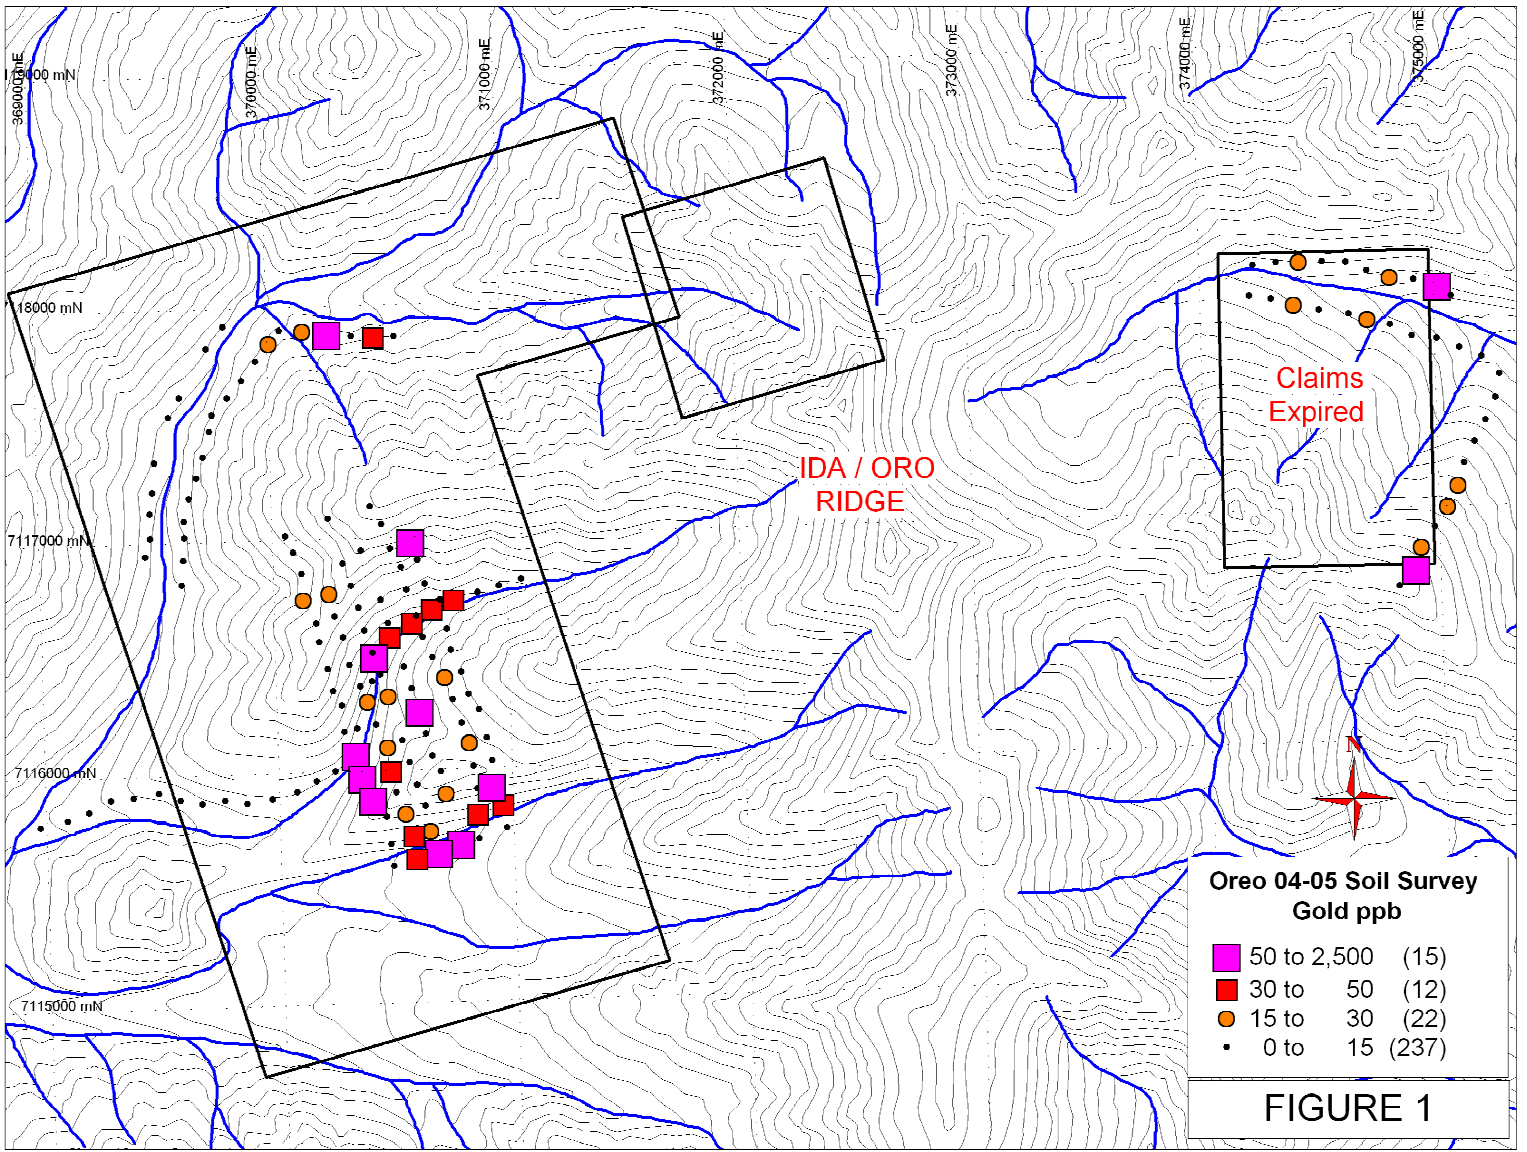 369000 mE
370000 mE
371000 mE
372000 mE
373000 mE
374000 mE
375000 mE
119000 mN
18000 mN
7117000 mN
7116000 mN
7115000 mN
Claims
Expired
IDA / ORO
RIDGE
N
Oreo 04-05 Soil Survey
Gold ppb
50 to 2,500 (15)
30 to 50 (12)
15 to 30 (22)
0 to 15 (237)
FIGURE 1